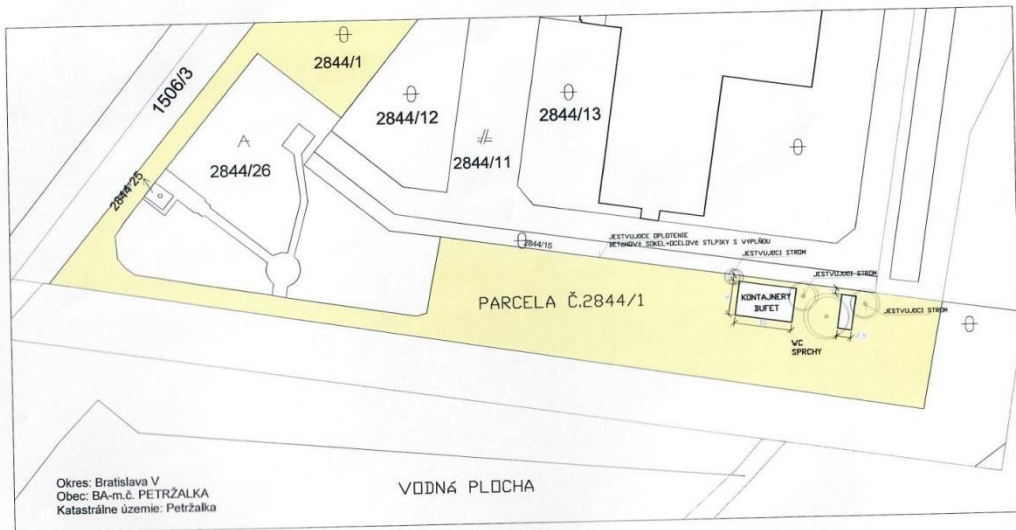 2844/1
1506/3
2844/12
2844/13
2844/11
2844/26
2844/25
2844/15
JESTVUJÚCE OPLOTENIE
BETÓNOVÝ SOKEL+OCEĽOVÉ STĹPIKY S VÝPLŇOU
JESTVUJÚCI STROM
JESTVUJÚCI STROM
PARCELA Č.2844/1
KONTAJNERY
BUFET
JESTVUJÚCI STROM
WC
SPRCHY
Okres: Bratislava V
Obec: BA-m.č. PETRŽALKA
Katastrálne územie: Petržalka
VODNÁ PLOCHA